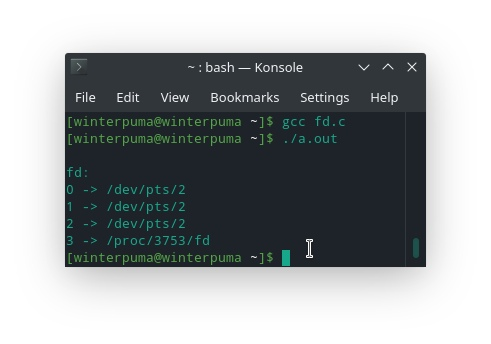 ~ : bash — Konsole
File Edit View Bookmarks Settings Help
[winterpuma@winterpuma ~]$ gcc fd.c
[winterpuma@winterpuma ~]$ ./a.out
fd:
0 -> /dev/pts/2
1 -> /dev/pts/2
2 -> /dev/pts/2
3 -> /proc/3753/fd
[winterpuma@winterpuma ~]$